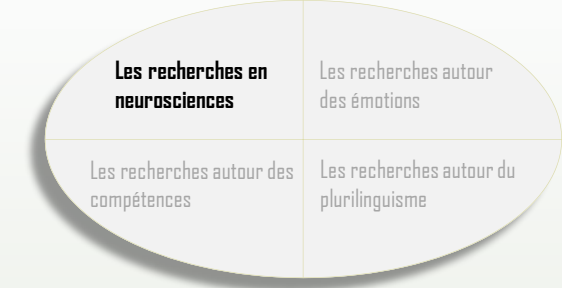 Les recherches en
neurosciences
Les recherches autour
des émotions
Les recherches autour des
compétences
Les recherches autour du
plurilinguisme